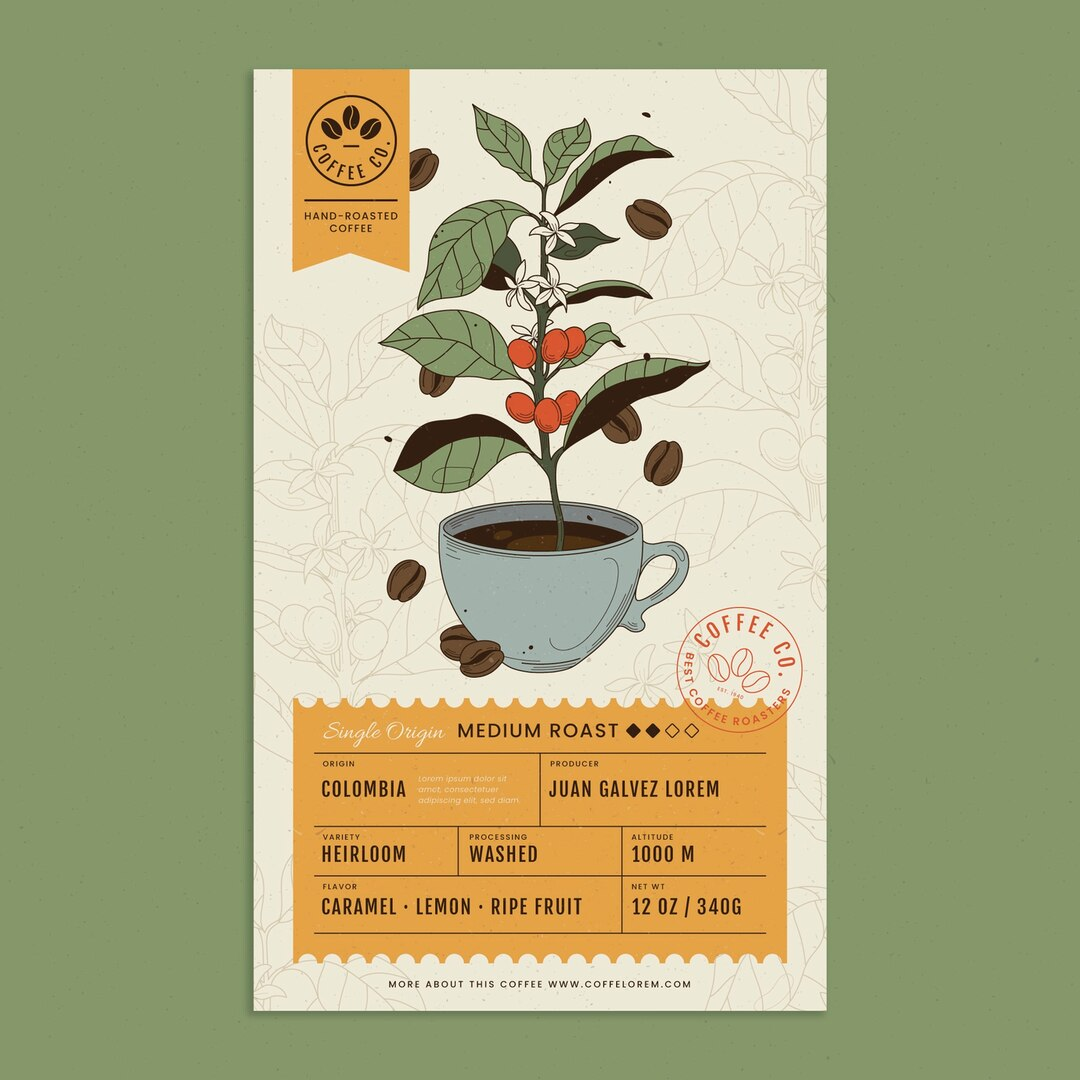 COFFEE CO.
HAND-ROASTED
COFFEE
COFFEE CO.
EST. 1940
BEST COFFEE ROASTERS
Single Origin MEDIUM ROAST
ORIGIN
COLOMBIA
Lorem ipsum dolor sit
amct, consectetuer
adipiscing elit, sed diam.
PRODUCER
JUAN GALVEZ LOREM
VARIETY
HEIRLOOM
PROCESSING
WASHED
ALTITUDE
1000 M
FLAVOR
CARAMEL · LEMON · RIPE FRUIT
NET WT
12 OZ / 340G
MORE ABOUT THIS COFFEE WWW.COFFELOREM.COM